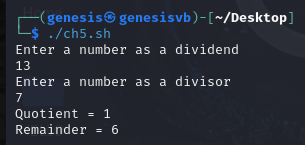 ┌──(genesis㉿genesisvb)-[~/Desktop]
└─$ ./ch5.sh
Enter a number as a dividend
13
Enter a number as a divisor
7
Quotient = 1
Remainder = 6